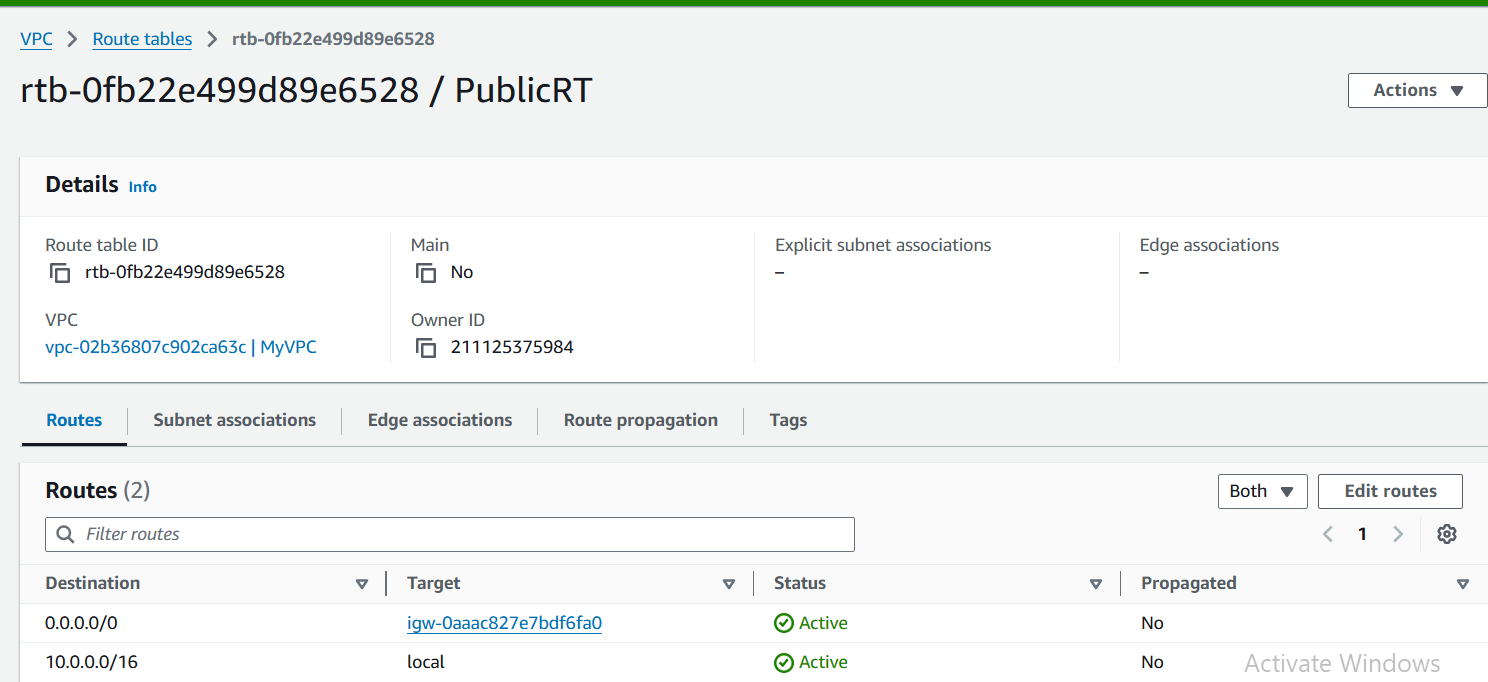 VPC > Route tables > rtb-0fb22e499d89e6528
rtb-0fb22e499d89e6528 / PublicRT
Actions
Details Info
Route table ID
rtb-0fb22e499d89e6528
Main
No
Explicit subnet associations
–
Edge associations
–
VPC
vpc-02b36807c902ca63c | MyVPC
Owner ID
211125375984
Routes Subnet associations Edge associations Route propagation Tags
Routes (2)
Both Edit routes
Filter routes
1
Destination Target Status Propagated
0.0.0.0/0 igw-0aaac827e7bdf6fa0 Active No
10.0.0.0/16 local Active No
Activate Windows